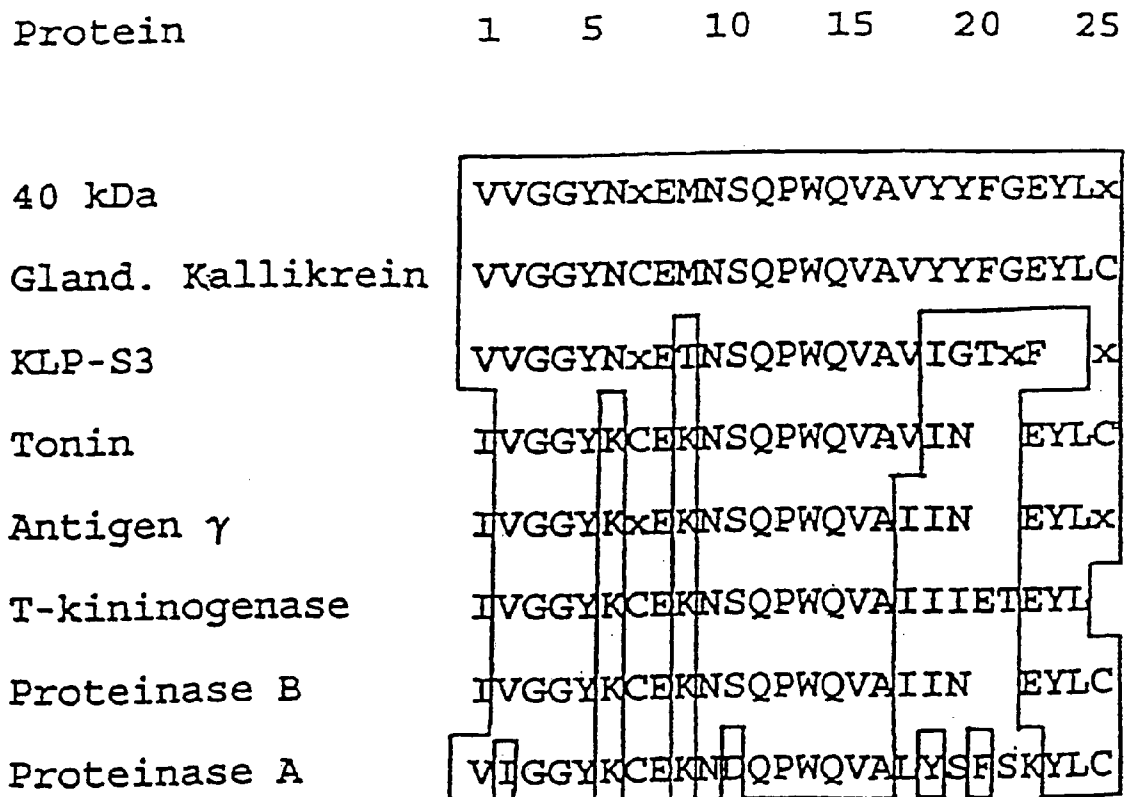 Protein 1 5 10 15 20 25
40 kDa VVGGYNxEMNSQPWQVAVYYFGEYLx
Gland. Kallikrein VVGGYNCEMNSQPWQVAVYYFGEYLC
KLP-S3 VVGGYNxETNSQPWQVAVIGTxF x
Tonin IVGGYKCEKNSQPWQVAVIN EYLC
Antigen γ IVGGYKxEKNSQPWQVAIIN EYLx
T-kininogenase IVGGYKCEKNSQPWQVAIIIETEYL
Proteinase B IVGGYKCEKNSQPWQVAIIN EYLC
Proteinase A VIGGYKCEKNDQPWQVALYSFSKYLC